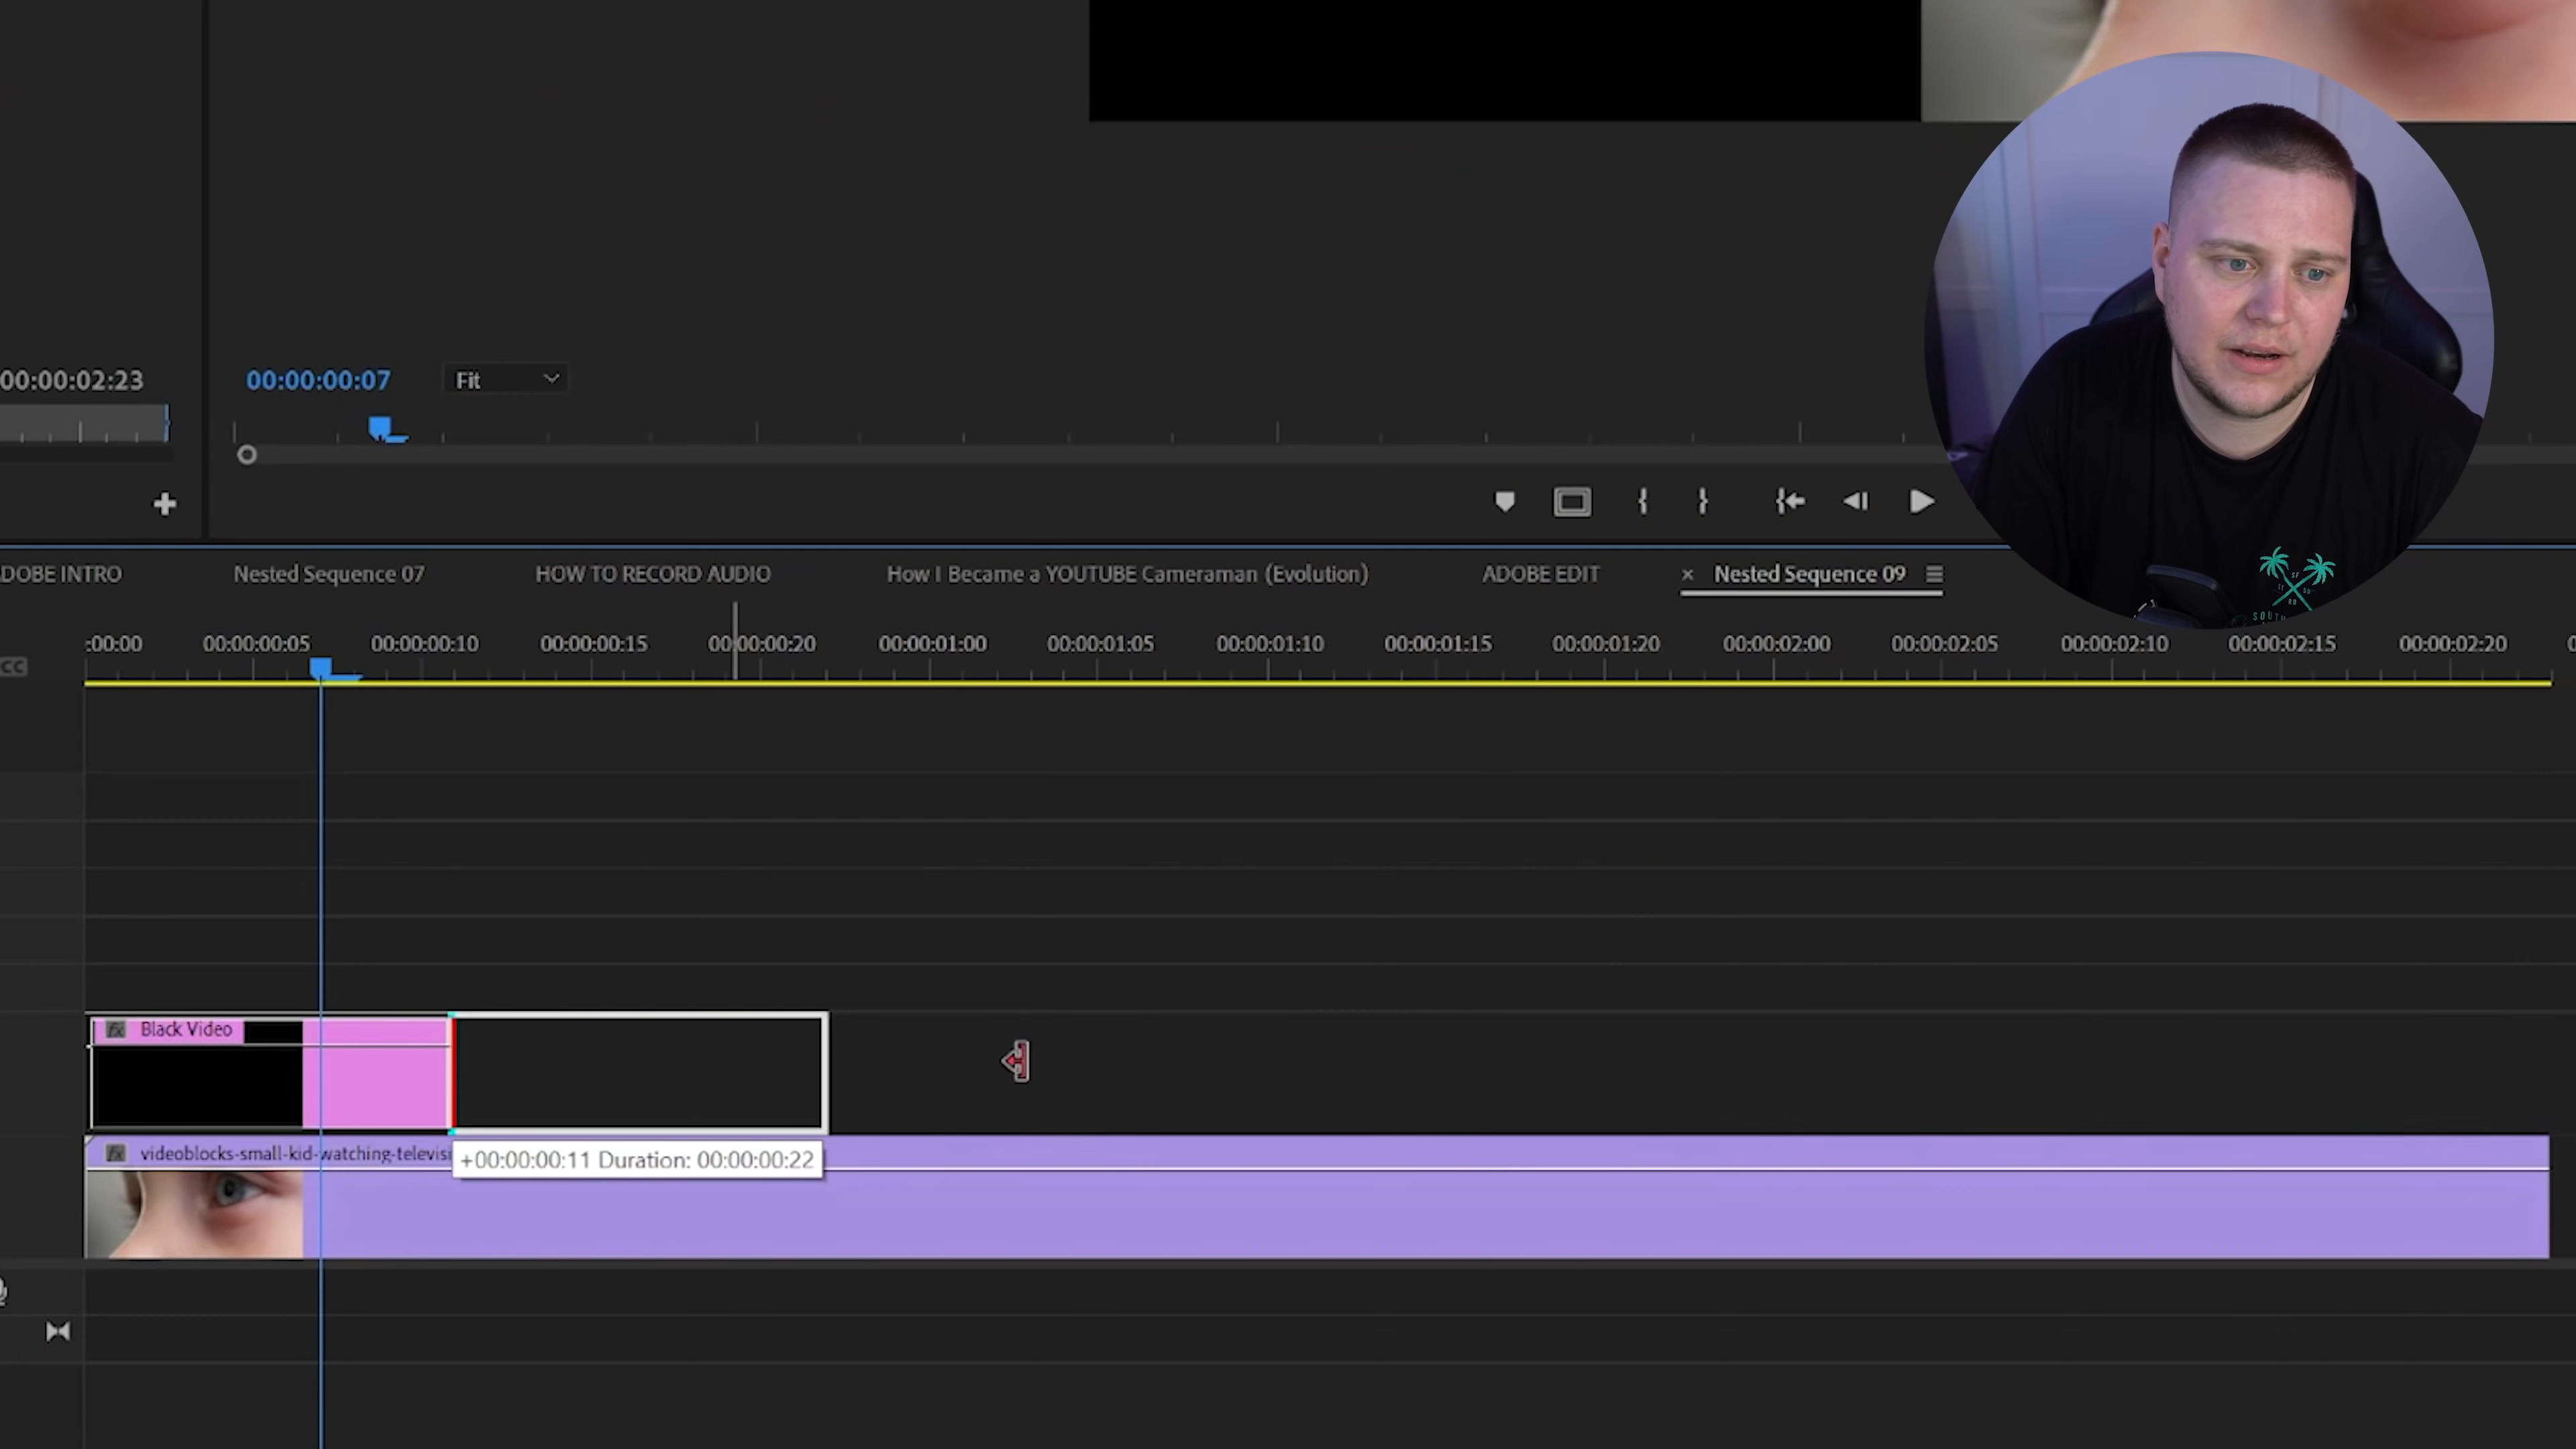 00:00:02:23
00:00:00:07
Fit
DOBE INTRO
Nested Sequence 07
HOW TO RECORD AUDIO
How I Became a YOUTUBE Cameraman (Evolution)
ADOBE EDIT
× Nested Sequence 09
:00:00
00:00:00:05
00:00:00:10
00:00:00:15
00:00:00:20
00:00:01:00
00:00:01:05
00:00:01:10
00:00:01:15
00:00:01:20
00:00:02:00
00:00:02:05
00:00:02:10
00:00:02:15
00:00:02:20
CC
fx Black Video
fx videoblocks-small-kid-watching-televisi
+00:00:00:11 Duration: 00:00:00:22
SOUTH